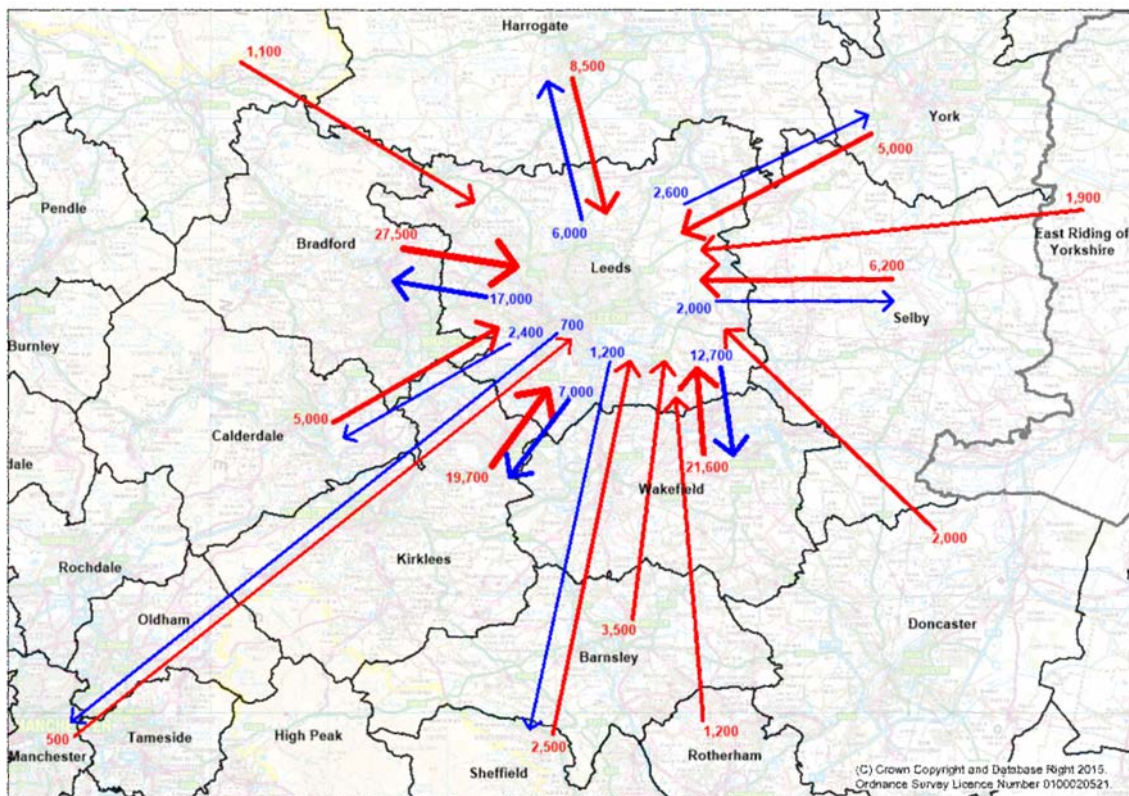 Harrogate
1,100
8,500
York
5,000
2,600
Pendle
1,900
Bradford
27,500
6,000
East Riding of
Yorkshire
Leeds
6,200
17,000
2,000
Selby
700
2,400
Burnley
1,200
12,700
7,000
5,000
Calderdale
dale
19,700
21,600
Wakefield
2,000
Kirklees
Rochdale
Oldham
3,500
Doncaster
Barnsley
500
Tameside
High Peak
1,200
2,500
Manchester
Sheffield
Rotherham
(C) Crown Copyright and Database Right 2015.
Ordnance Survey Licence Number 0100020521.